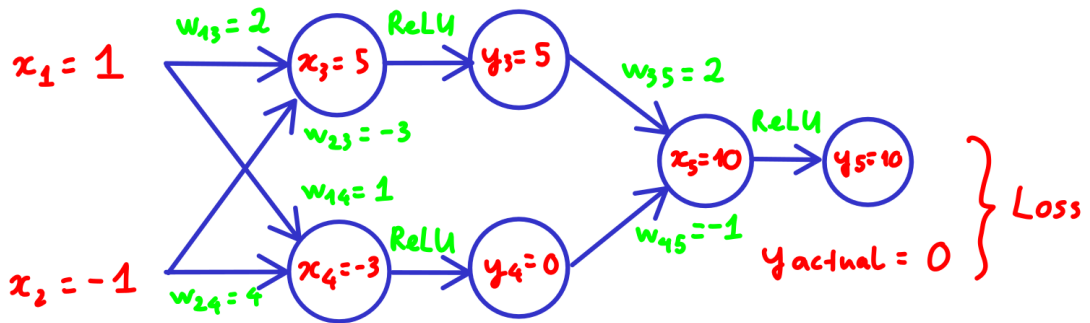 w₁₃ = 2
ReLU
x₁ = 1
x₃ = 5
y₃ = 5
w₃₅ = 2
w₂₃ = -3
ReLU
x₅ = 10
y₅ = 10
Loss
w₁₄ = 1
ReLU
w₄₅ = -1
y actual = 0
x₂ = -1
x₄ = -3
y₄ = 0
w₂₄ = 4